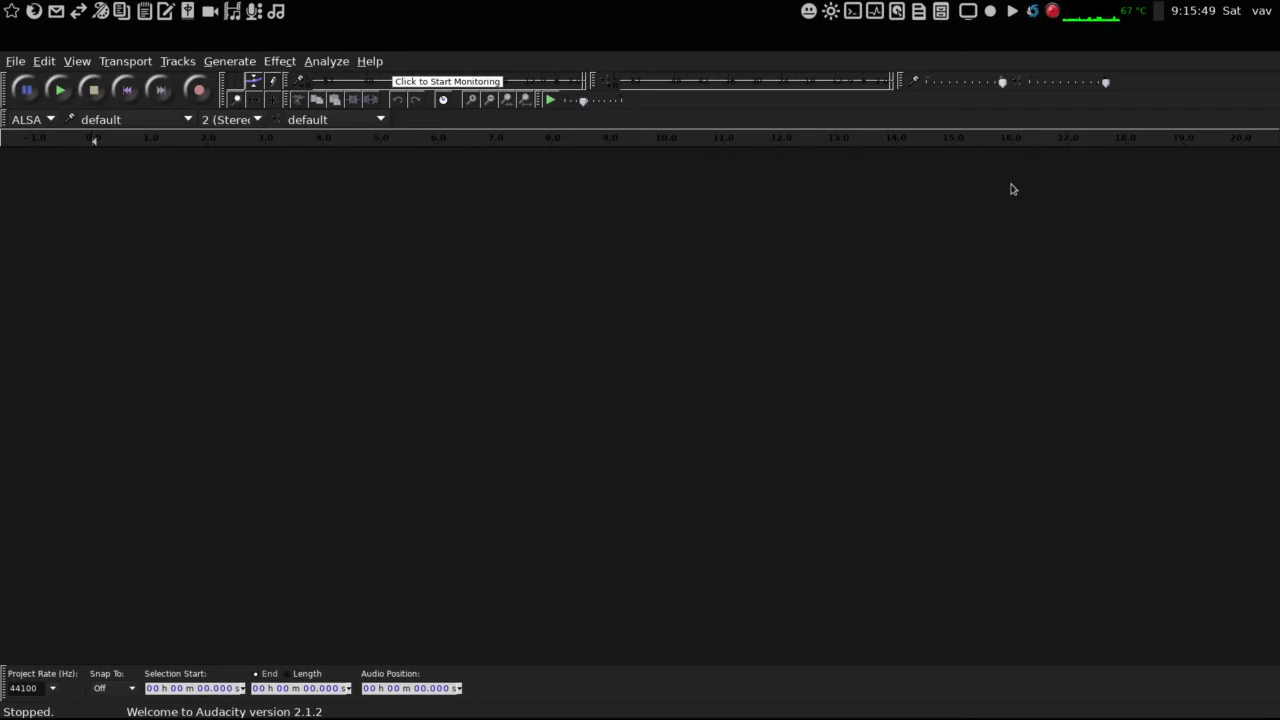 67 °C 9:15:49 Sat vav
File Edit View Transport Tracks Generate Effect Analyze Help
Click to Start Monitoring
ALSA default 2 (Stere default
-1.0 0.0 1.0 2.0 3.0 4.0 5.0 6.0 7.0 8.0 9.0 10.0 11.0 12.0 13.0 14.0 15.0 16.0 17.0 18.0 19.0 20.0
Project Rate (Hz): Snap To: Selection Start: End Length Audio Position:
44100 Off 00 h 00 m 00.000 s 00 h 00 m 00.000 s 00 h 00 m 00.000 s
Stopped. Welcome to Audacity version 2.1.2